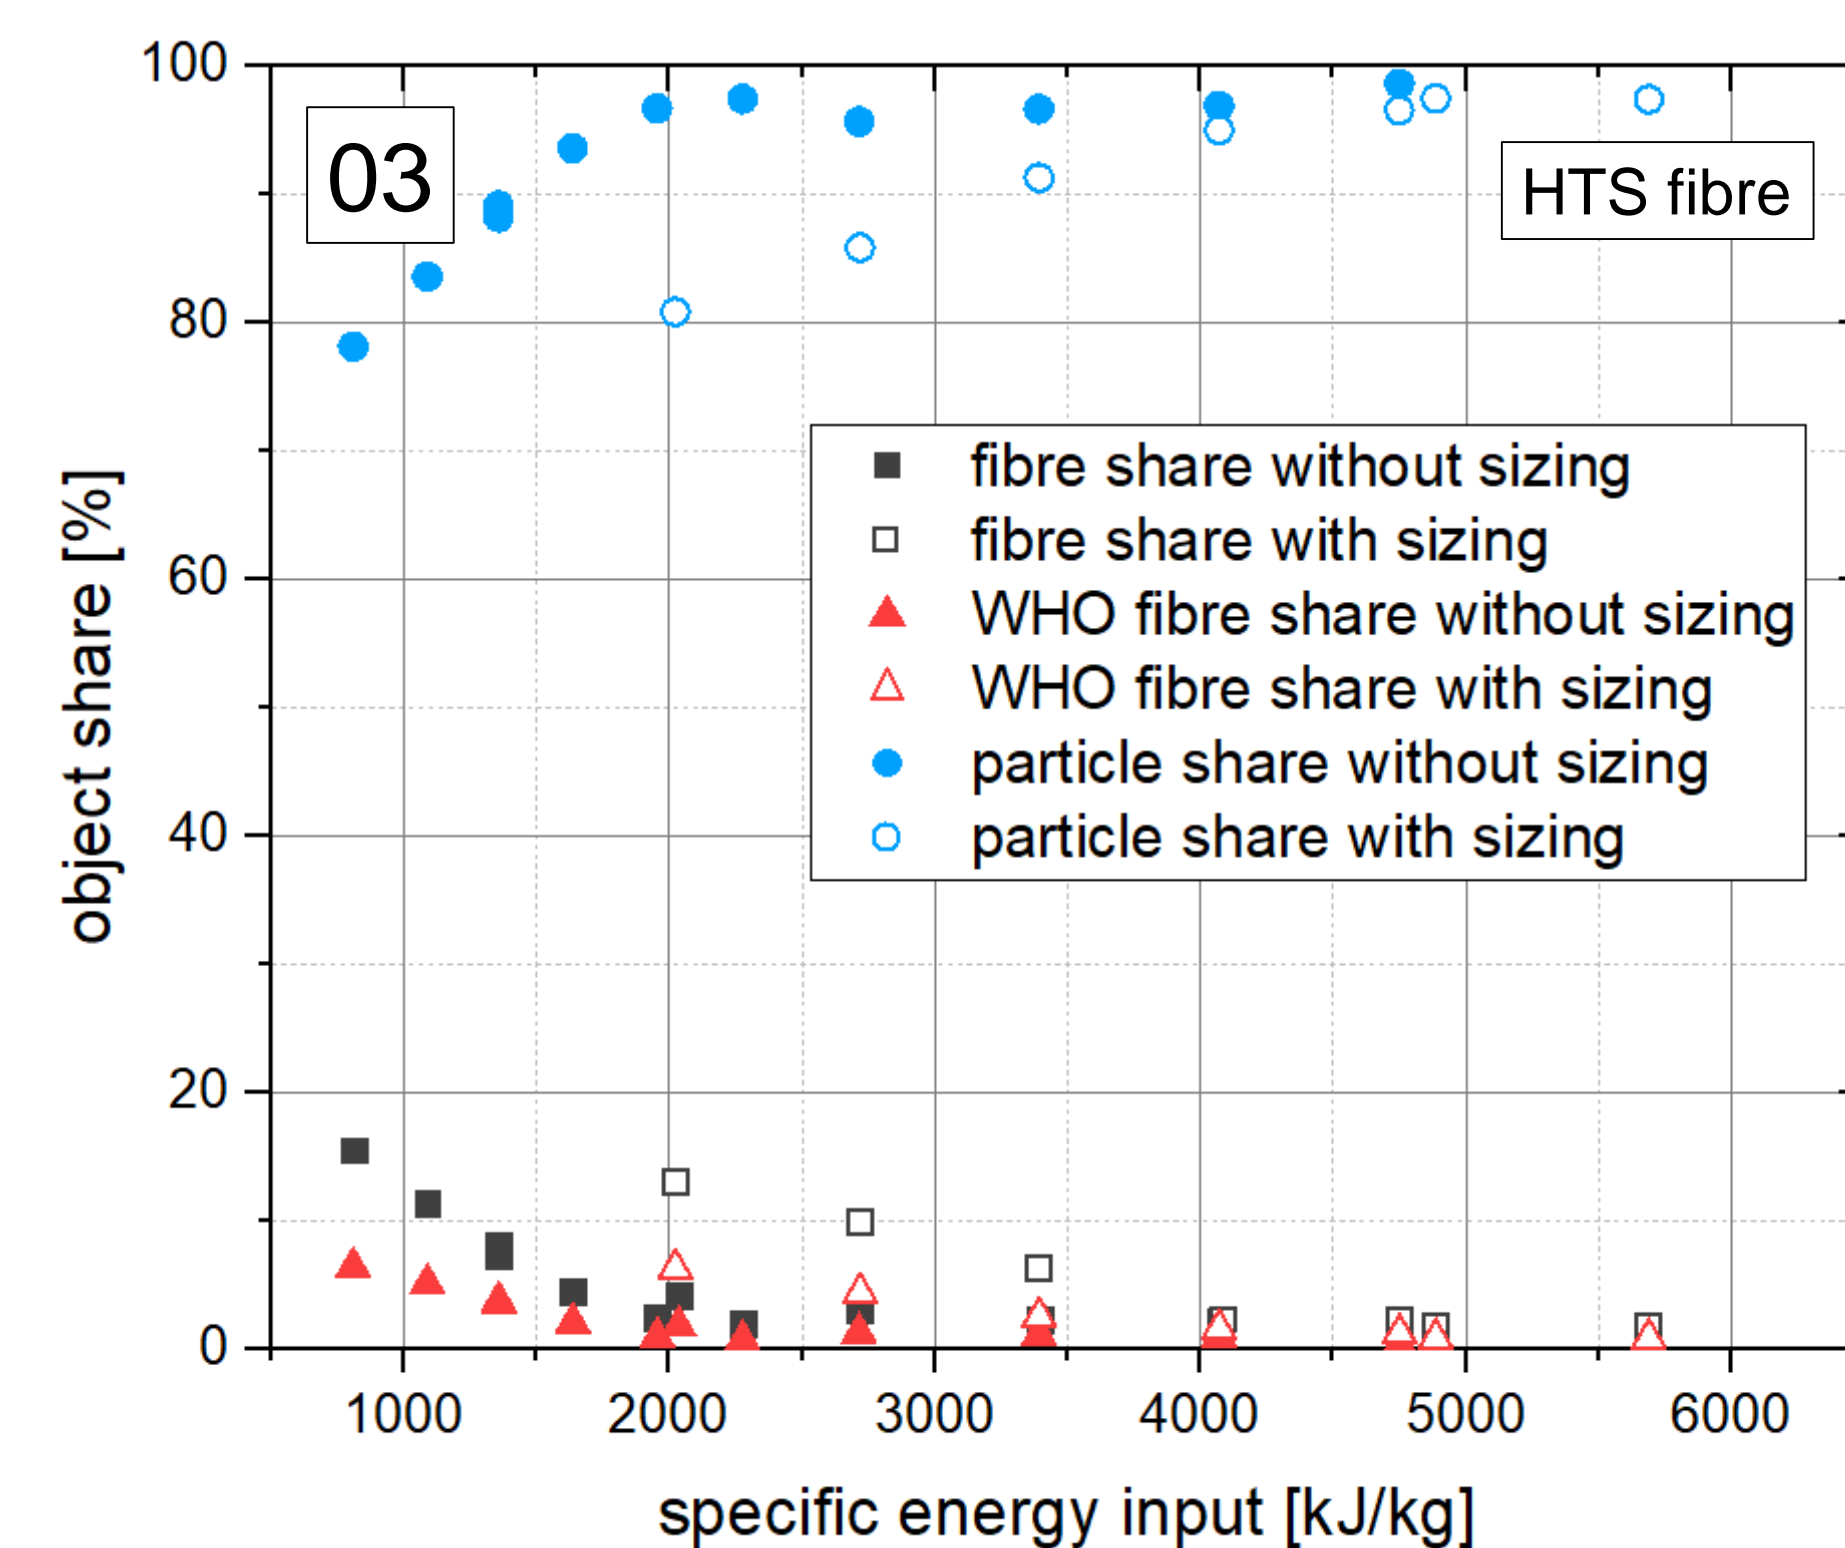 100
03
HTS fibre
80
fibre share without sizing
fibre share with sizing
60
WHO fibre share without sizing
WHO fibre share with sizing
particle share without sizing
40
particle share with sizing
object share [%]
20
0
1000 2000 3000 4000 5000 6000
specific energy input [kJ/kg]